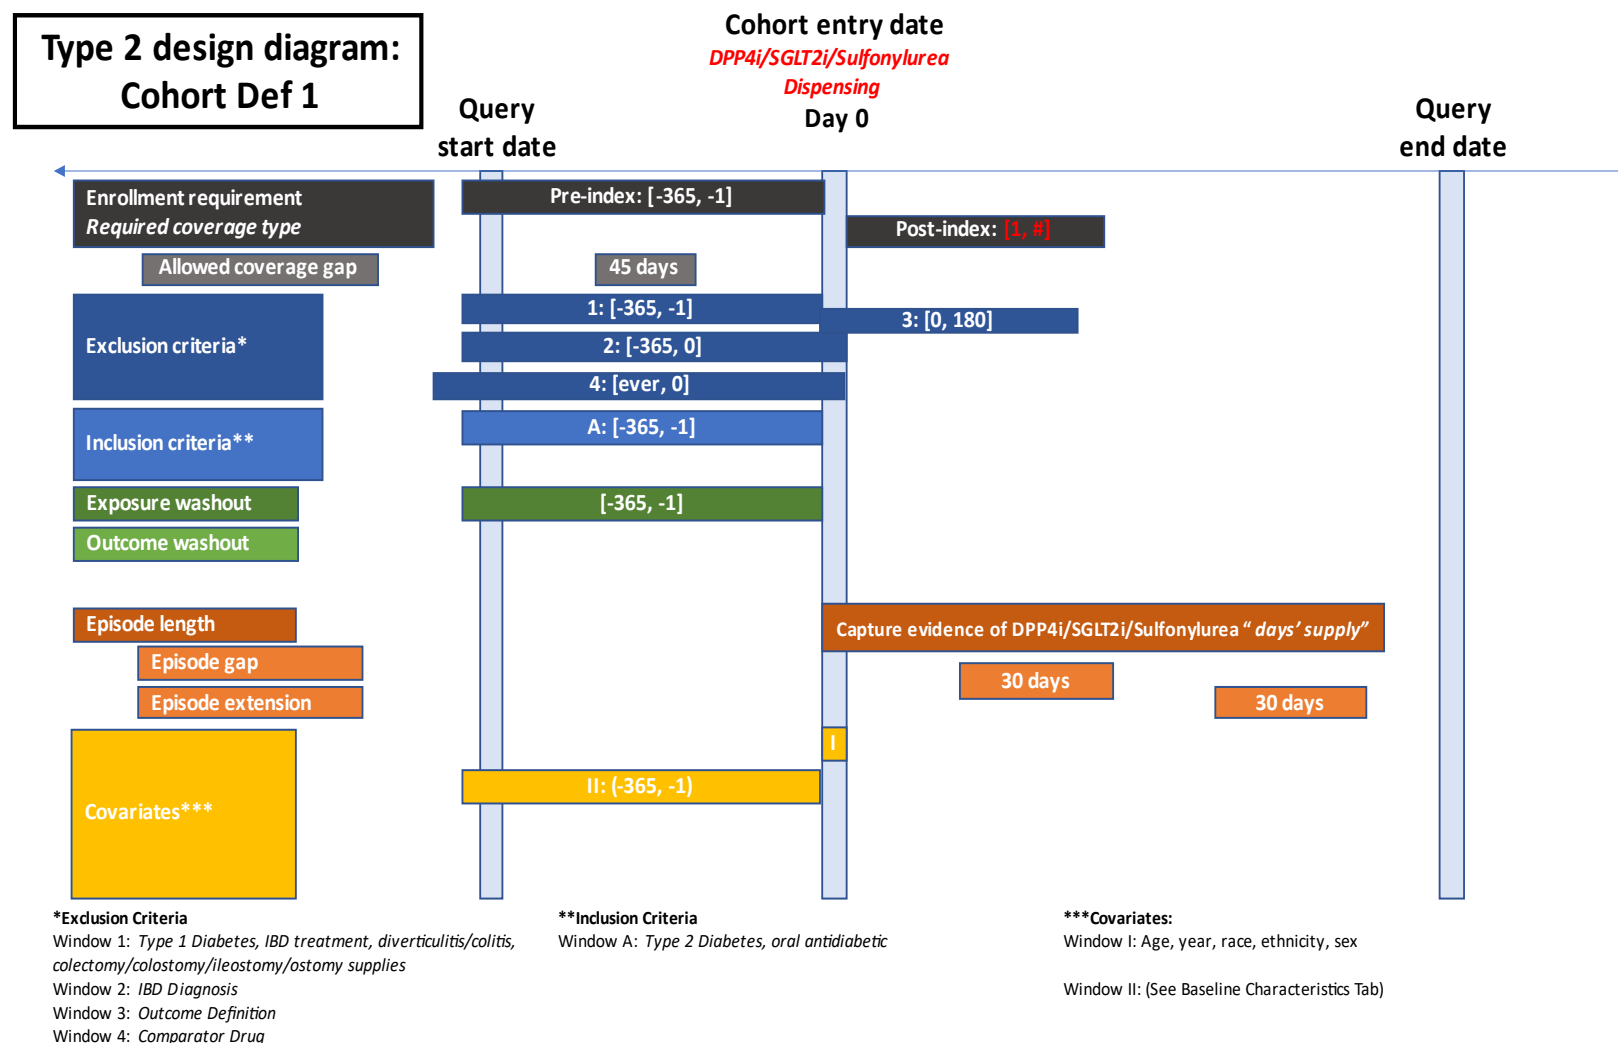 Type 2 design diagram:
Cohort Def 1
Cohort entry date
DPP4i/SGLT2i/Sulfonylurea
Dispensing
Day 0
Query
start date
Query
end date
Enrollment requirement
Required coverage type
Pre-index: [-365, -1]
Post-index: [1, #]
Allowed coverage gap
45 days
Exclusion criteria*
1: [-365, -1]
3: [0, 180]
2: [-365, 0]
4: [ever, 0]
Inclusion criteria**
A: [-365, -1]
Exposure washout
[-365, -1]
Outcome washout
Episode length
Capture evidence of DPP4i/SGLT2i/Sulfonylurea “ days’ supply”
Episode gap
30 days
Episode extension
30 days
Covariates***
I
II: (-365, -1)
*Exclusion Criteria
Window 1: Type 1 Diabetes, IBD treatment, diverticulitis/colitis,
colectomy/colostomy/ileostomy/ostomy supplies
Window 2: IBD Diagnosis
Window 3: Outcome Definition
Window 4: Comparator Drug
**Inclusion Criteria
Window A: Type 2 Diabetes, oral antidiabetic
***Covariates:
Window I: Age, year, race, ethnicity, sex
Window II: (See Baseline Characteristics Tab)